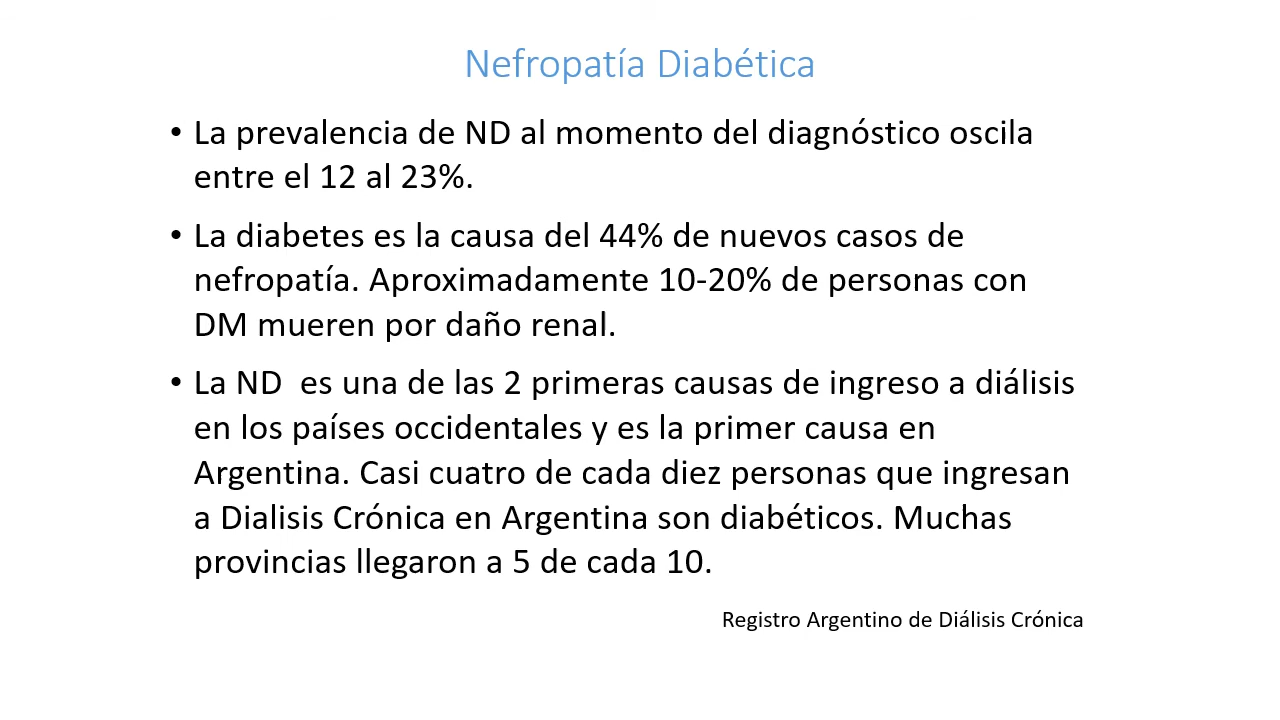 Nefropatía Diabética
• La prevalencia de ND al momento del diagnóstico oscila
entre el 12 al 23%.
• La diabetes es la causa del 44% de nuevos casos de
nefropatía. Aproximadamente 10-20% de personas con
DM mueren por daño renal.
• La ND  es una de las 2 primeras causas de ingreso a diálisis
en los países occidentales y es la primer causa en
Argentina. Casi cuatro de cada diez personas que ingresan
a Dialisis Crónica en Argentina son diabéticos. Muchas
provincias llegaron a 5 de cada 10.
Registro Argentino de Diálisis Crónica